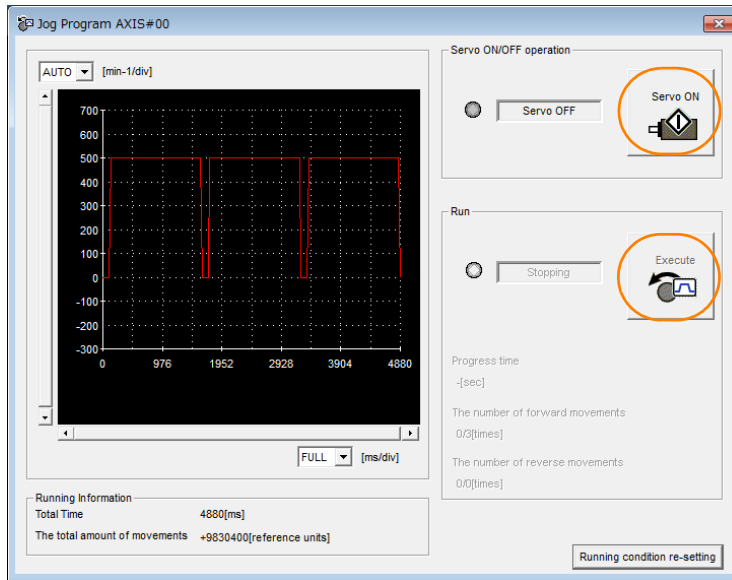 Jog Program AXIS#00
AUTO [min-1/div]
700
600
500
400
300
200
100
0
-100
-200
-300
0 976 1952 2928 3904 4880
FULL [ms/div]
Running Information
Total Time 4880[ms]
The total amount of movements +9830400[reference units]
Servo ON/OFF operation
Servo OFF
Servo ON
Run
Stopping
Execute
Progress time
-[sec]
The number of forward movements
0/3[times]
The number of reverse movements
0/0[times]
Running condition re-setting